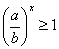 (a/b)^x ≥ 1